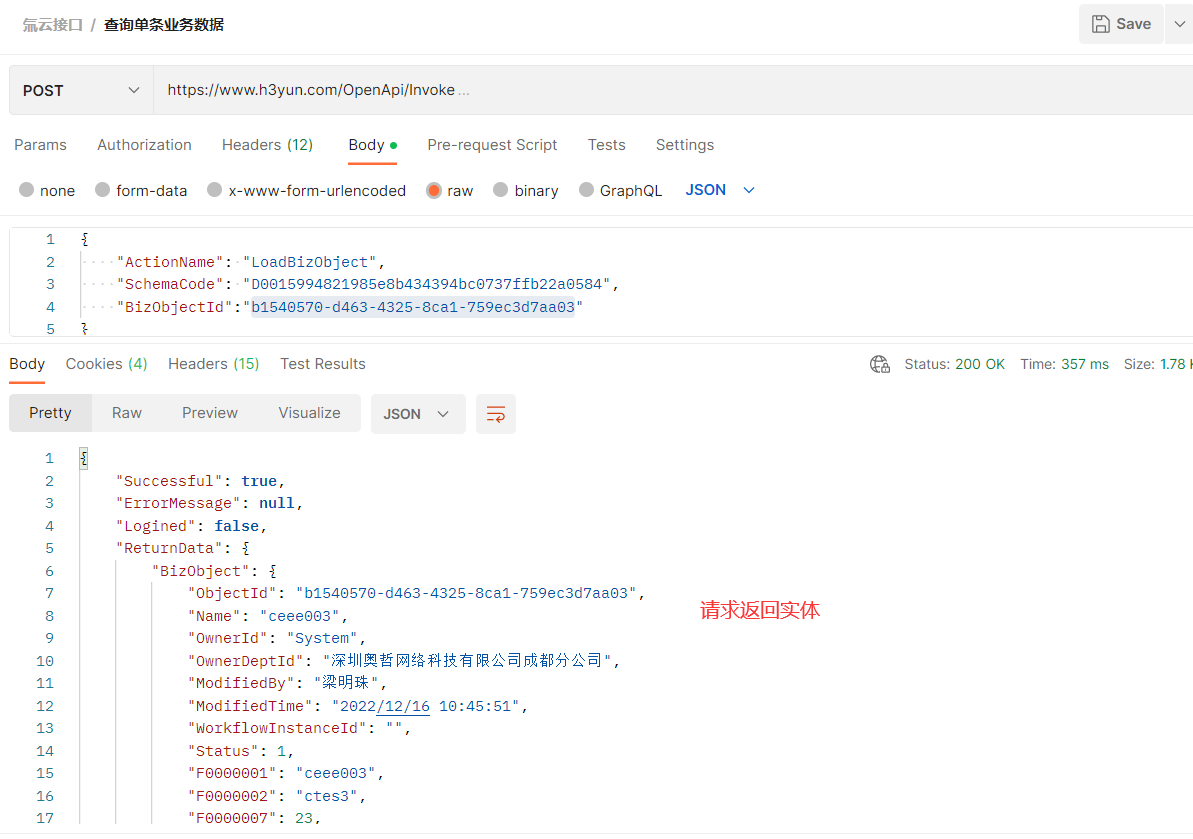 氚云接口 / 查询单条业务数据
Save
POST
https://www.h3yun.com/OpenApi/Invoke ...
Params Authorization Headers (12) Body Pre-request Script Tests Settings
none form-data x-www-form-urlencoded raw binary GraphQL JSON
1 {
2 ····"ActionName":·"LoadBizObject",
3 ····"SchemaCode":·"D0015994821985e8b434394bc0737ffb22a0584",
4 ····"BizObjectId":"b1540570-d463-4325-8ca1-759ec3d7aa03"
5 }
Body Cookies (4) Headers (15) Test Results Status: 200 OK Time: 357 ms Size: 1.78
Pretty Raw Preview Visualize JSON
1 {
2 "Successful": true,
3 "ErrorMessage": null,
4 "Logined": false,
5 "ReturnData": {
6 "BizObject": {
7 "ObjectId": "b1540570-d463-4325-8ca1-759ec3d7aa03",
请求返回实体
8 "Name": "ceee003",
9 "OwnerId": "System",
10 "OwnerDeptId": "深圳奥哲网络科技有限公司成都分公司",
11 "ModifiedBy": "梁明珠",
12 "ModifiedTime": "2022/12/16 10:45:51",
13 "WorkflowInstanceId": "",
14 "Status": 1,
15 "F0000001": "ceee003",
16 "F0000002": "ctes3",
17 "F0000007": 23,